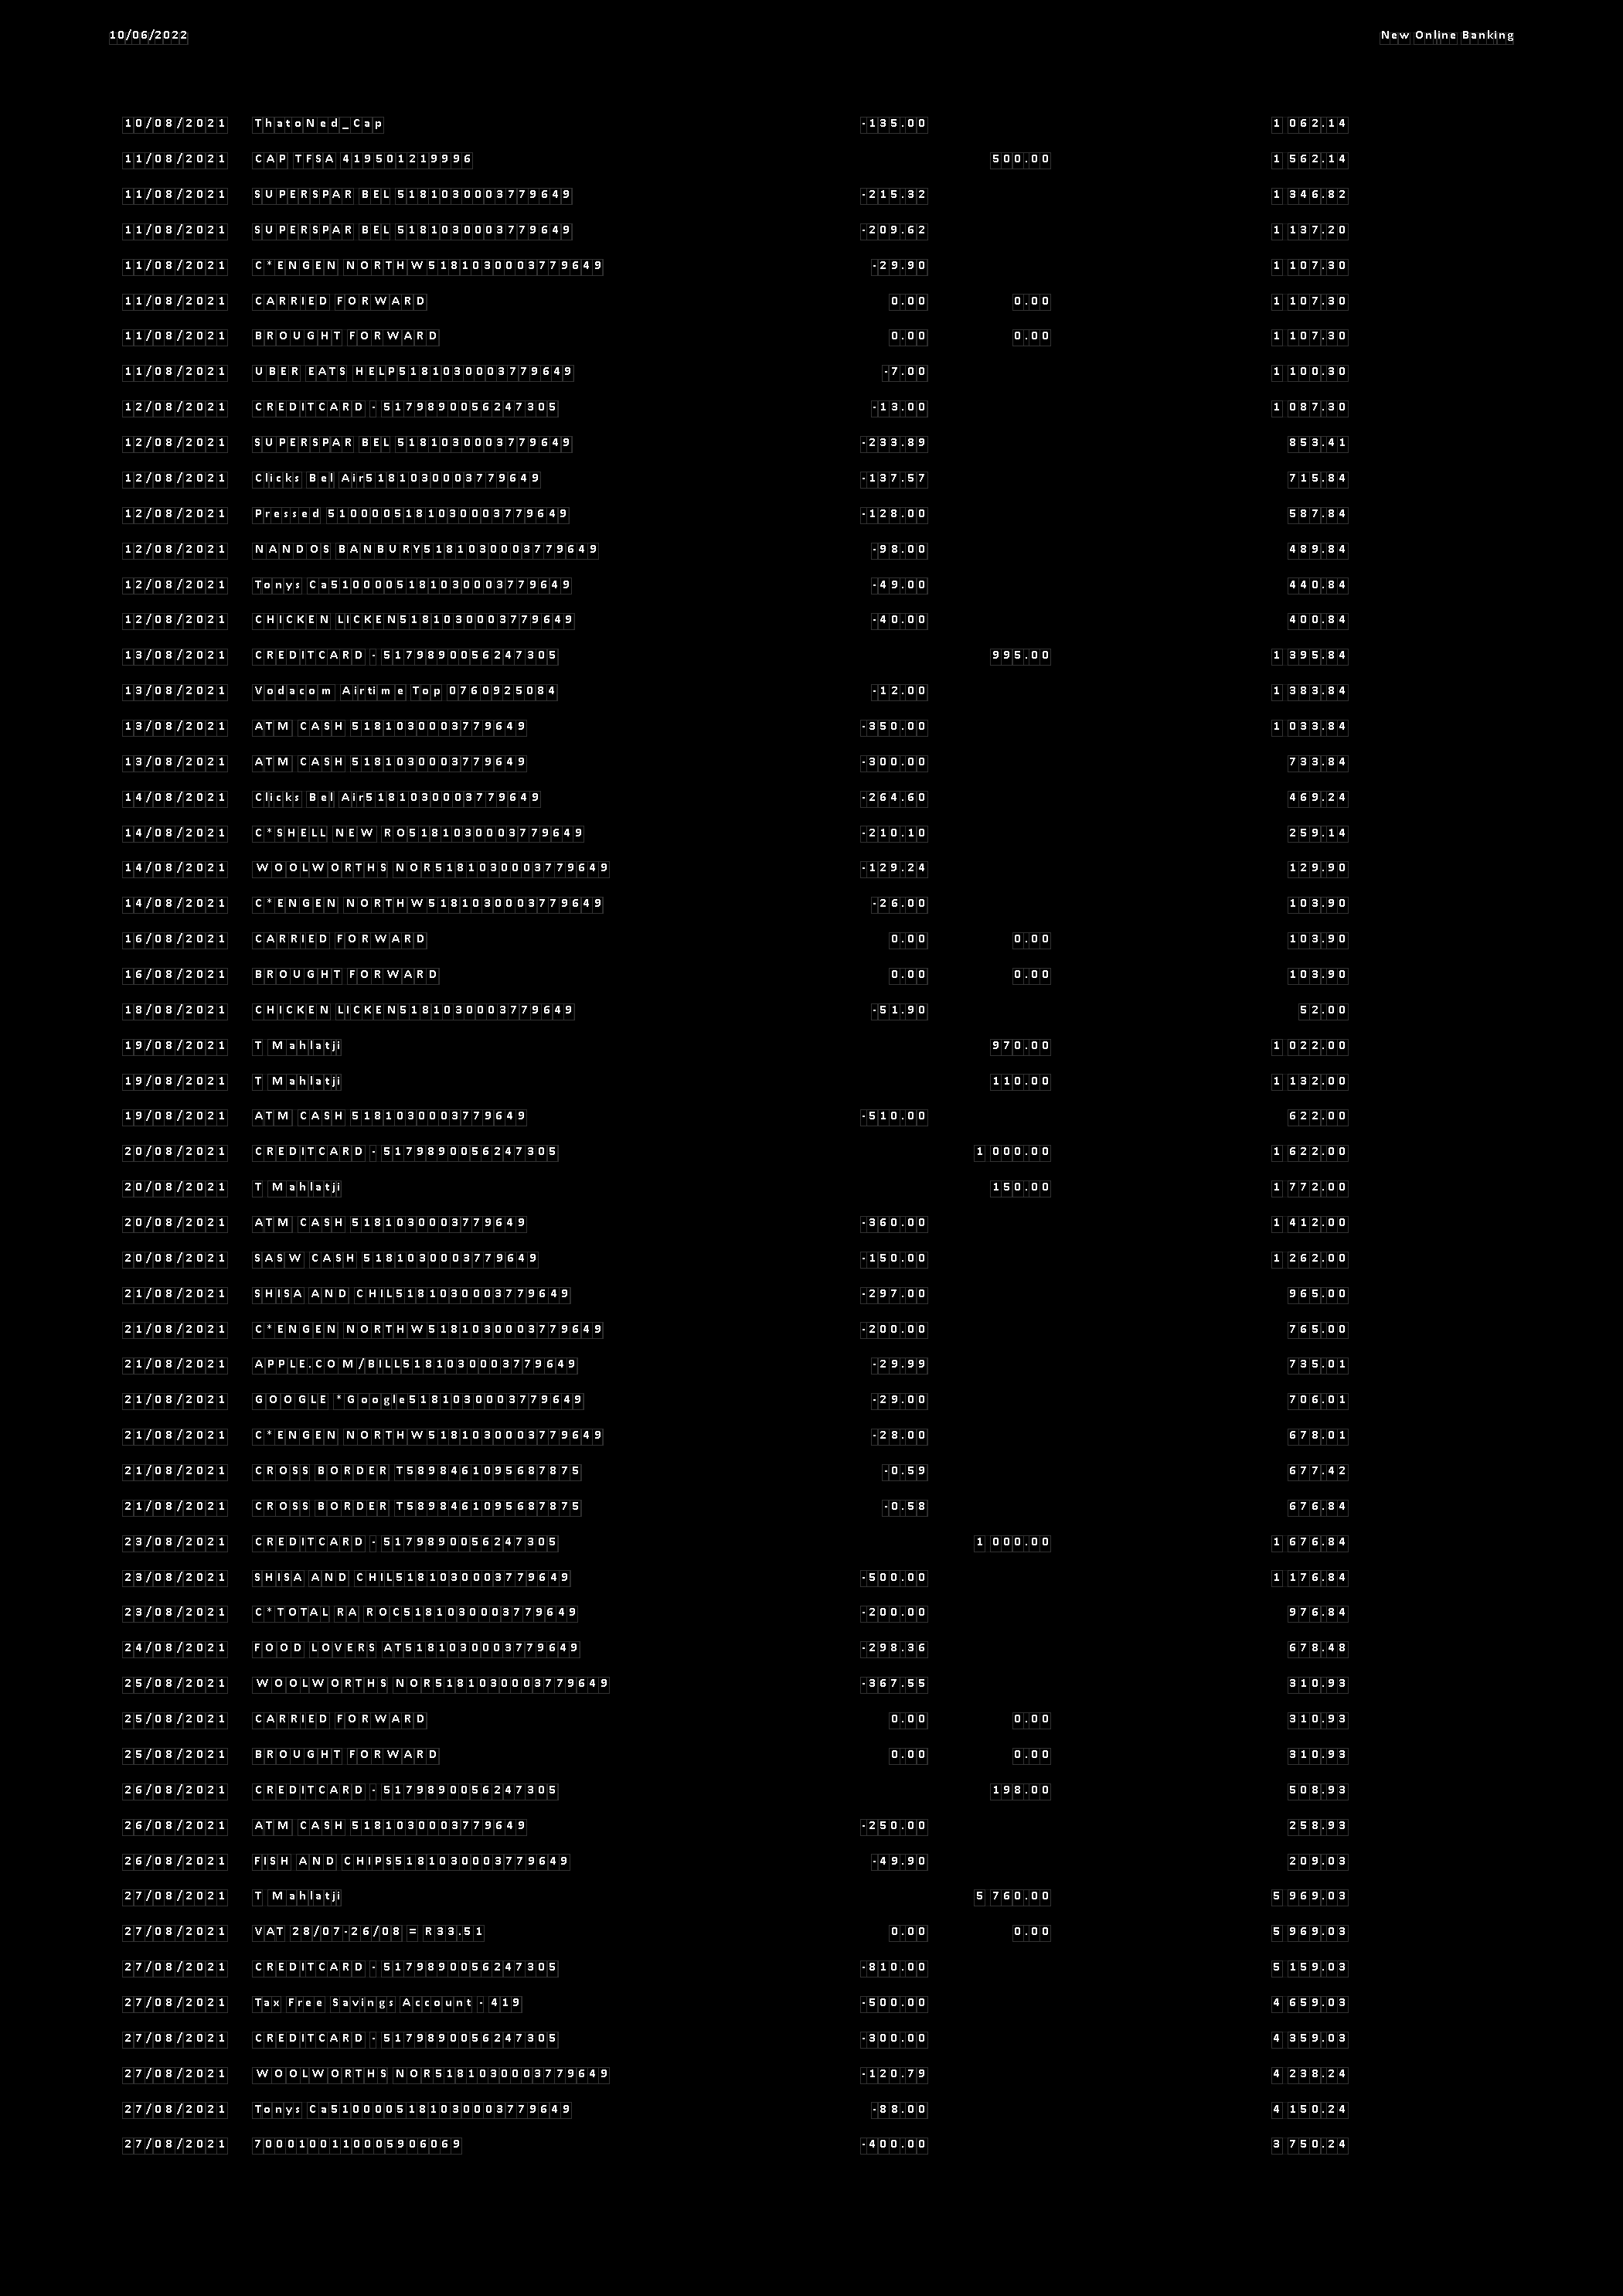 10/06/2022 New Online Banking
10/08/2021 ThatoNed_Cap -135.00 1 062.14
11/08/2021 CAP TFSA 419501219996 500.00 1 562.14
11/08/2021 SUPERSPAR BEL 5181030003779649 -215.32 1 346.82
11/08/2021 SUPERSPAR BEL 5181030003779649 -209.62 1 137.20
11/08/2021 C*ENGEN NORTHW5181030003779649 -29.90 1 107.30
11/08/2021 CARRIED FORWARD 0.00 0.00 1 107.30
11/08/2021 BROUGHT FORWARD 0.00 0.00 1 107.30
11/08/2021 UBER EATS HELP5181030003779649 -7.00 1 100.30
12/08/2021 CREDITCARD - 5179890056247305 -13.00 1 087.30
12/08/2021 SUPERSPAR BEL 5181030003779649 -233.89 853.41
12/08/2021 Clicks Bel Air5181030003779649 -137.57 715.84
12/08/2021 Pressed 5100005181030003779649 -128.00 587.84
12/08/2021 NANDOS BANBURY5181030003779649 -98.00 489.84
12/08/2021 Tonys Ca5100005181030003779649 -49.00 440.84
12/08/2021 CHICKEN LICKEN5181030003779649 -40.00 400.84
13/08/2021 CREDITCARD - 5179890056247305 995.00 1 395.84
13/08/2021 Vodacom Airtime Top 0760925084 -12.00 1 383.84
13/08/2021 ATM CASH 5181030003779649 -350.00 1 033.84
13/08/2021 ATM CASH 5181030003779649 -300.00 733.84
14/08/2021 Clicks Bel Air5181030003779649 -264.60 469.24
14/08/2021 C*SHELL NEW RO5181030003779649 -210.10 259.14
14/08/2021 WOOLWORTHS NOR5181030003779649 -129.24 129.90
14/08/2021 C*ENGEN NORTHW5181030003779649 -26.00 103.90
16/08/2021 CARRIED FORWARD 0.00 0.00 103.90
16/08/2021 BROUGHT FORWARD 0.00 0.00 103.90
18/08/2021 CHICKEN LICKEN5181030003779649 -51.90 52.00
19/08/2021 T Mahlatji 970.00 1 022.00
19/08/2021 T Mahlatji 110.00 1 132.00
19/08/2021 ATM CASH 5181030003779649 -510.00 622.00
20/08/2021 CREDITCARD - 5179890056247305 1 000.00 1 622.00
20/08/2021 T Mahlatji 150.00 1 772.00
20/08/2021 ATM CASH 5181030003779649 -360.00 1 412.00
20/08/2021 SASW CASH 5181030003779649 -150.00 1 262.00
21/08/2021 SHISA AND CHIL5181030003779649 -297.00 965.00
21/08/2021 C*ENGEN NORTHW5181030003779649 -200.00 765.00
21/08/2021 APPLE.COM/BILL5181030003779649 -29.99 735.01
21/08/2021 GOOGLE *Google5181030003779649 -29.00 706.01
21/08/2021 C*ENGEN NORTHW5181030003779649 -28.00 678.01
21/08/2021 CROSS BORDER T5898461095687875 -0.59 677.42
21/08/2021 CROSS BORDER T5898461095687875 -0.58 676.84
23/08/2021 CREDITCARD - 5179890056247305 1 000.00 1 676.84
23/08/2021 SHISA AND CHIL5181030003779649 -500.00 1 176.84
23/08/2021 C*TOTAL RA ROC5181030003779649 -200.00 976.84
24/08/2021 FOOD LOVERS AT5181030003779649 -298.36 678.48
25/08/2021 WOOLWORTHS NOR5181030003779649 -367.55 310.93
25/08/2021 CARRIED FORWARD 0.00 0.00 310.93
25/08/2021 BROUGHT FORWARD 0.00 0.00 310.93
26/08/2021 CREDITCARD - 5179890056247305 198.00 508.93
26/08/2021 ATM CASH 5181030003779649 -250.00 258.93
26/08/2021 FISH AND CHIPS5181030003779649 -49.90 209.03
27/08/2021 T Mahlatji 5 760.00 5 969.03
27/08/2021 VAT 28/07-26/08 = R33.51 0.00 0.00 5 969.03
27/08/2021 CREDITCARD - 5179890056247305 -810.00 5 159.03
27/08/2021 Tax Free Savings Account - 419 -500.00 4 659.03
27/08/2021 CREDITCARD - 5179890056247305 -300.00 4 359.03
27/08/2021 WOOLWORTHS NOR5181030003779649 -120.79 4 238.24
27/08/2021 Tonys Ca5100005181030003779649 -88.00 4 150.24
27/08/2021 7000100110005906069 -400.00 3 750.24